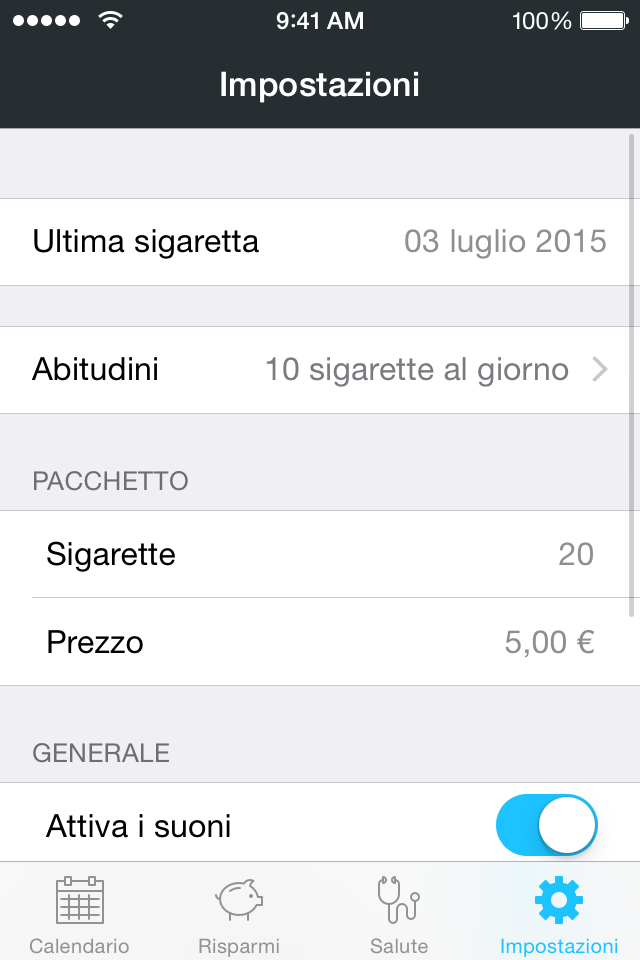 9:41 AM 100%
Impostazioni
Ultima sigaretta 03 luglio 2015
Abitudini 10 sigarette al giorno
PACCHETTO
Sigarette 20
Prezzo 5,00 €
GENERALE
Attiva i suoni
Calendario Risparmi Salute Impostazioni